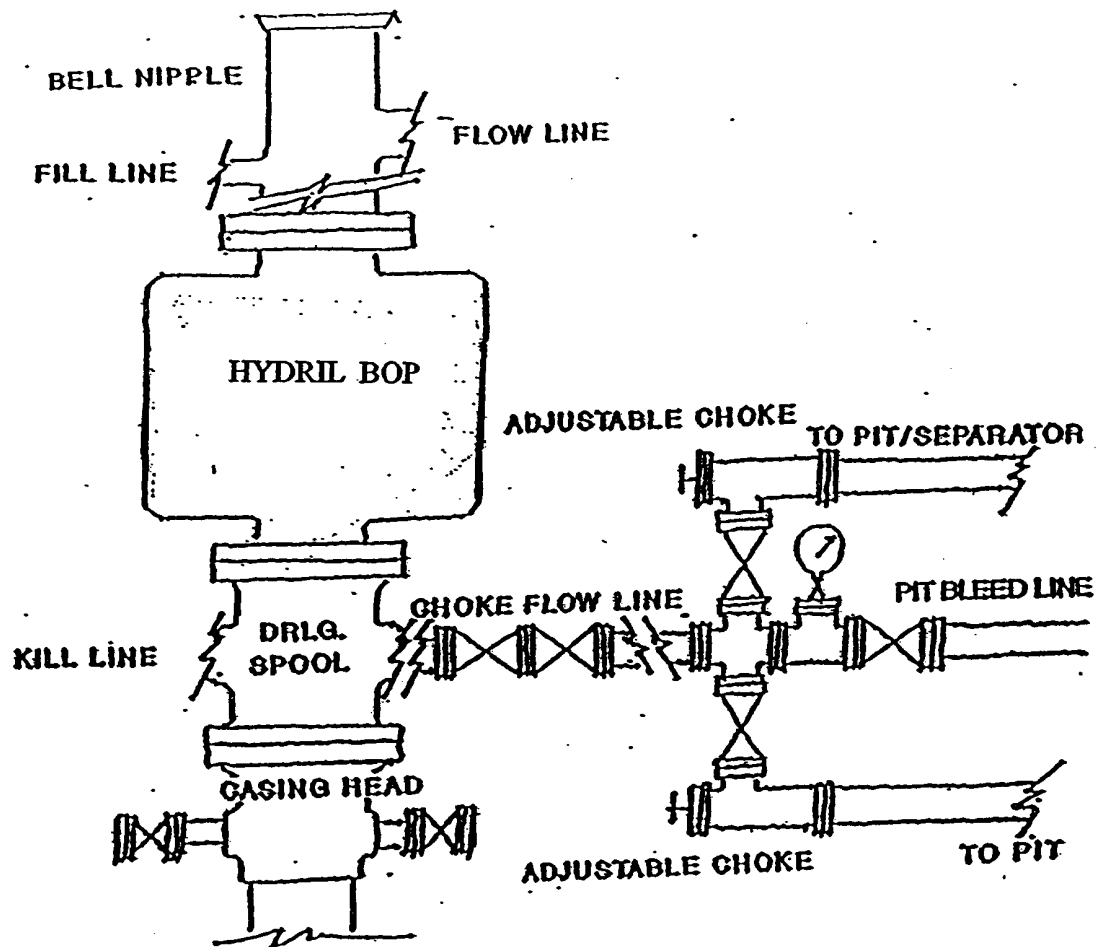 BELL NIPPLE
FLOW LINE
FILL LINE
HYDRIL BOP
ADJUSTABLE CHOKE
TO PIT/SEPARATOR
CHOKE FLOW LINE
PIT BLEED LINE
KILL LINE
DRLG.
SPOOL
CASING HEAD
ADJUSTABLE CHOKE
TO PIT